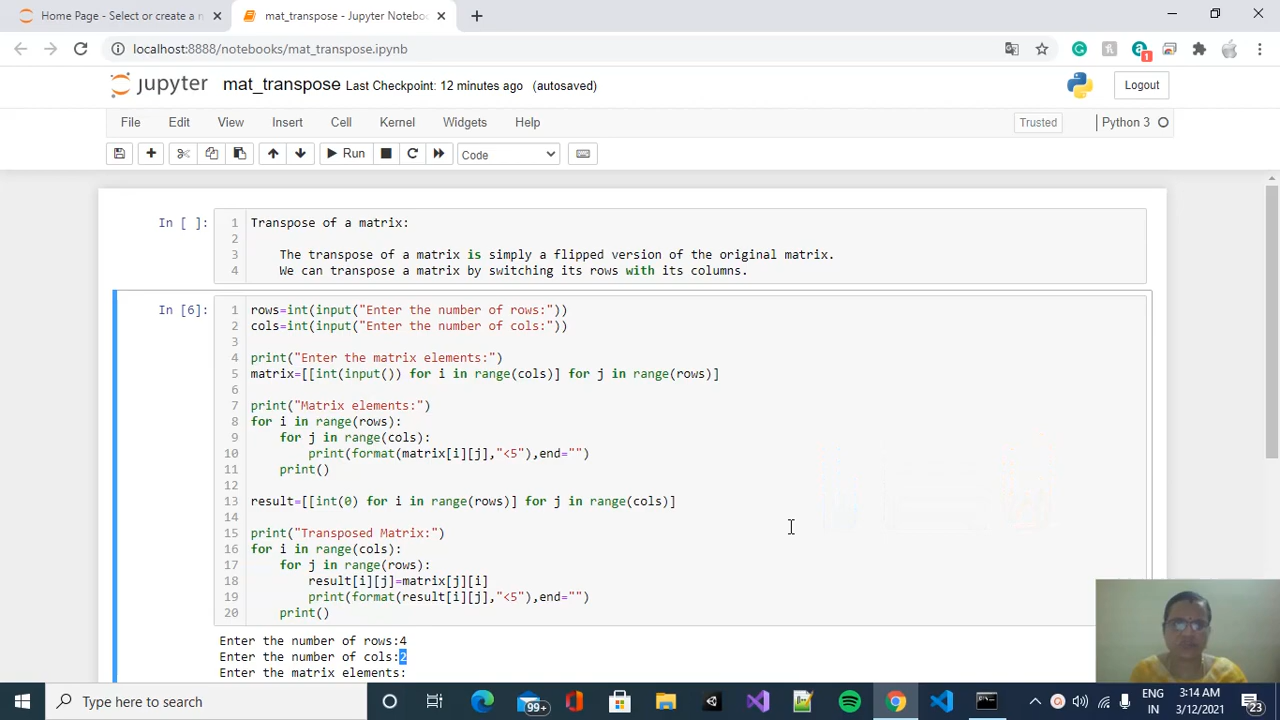 Home Page - Select or create a n
mat_transpose - Jupyter Notebook
localhost:8888/notebooks/mat_transpose.ipynb
1
jupyter mat_transpose Last Checkpoint: 12 minutes ago (autosaved)
Logout
File Edit View Insert Cell Kernel Widgets Help
Trusted
Python 3
Run
Code
In [ ]:
1 Transpose of a matrix:
2
3 The transpose of a matrix is simply a flipped version of the original matrix.
4 We can transpose a matrix by switching its rows with its columns.
In [6]:
1 rows=int(input("Enter the number of rows:"))
2 cols=int(input("Enter the number of cols:"))
3
4 print("Enter the matrix elements:")
5 matrix=[[int(input()) for i in range(cols)] for j in range(rows)]
6
7 print("Matrix elements:")
8 for i in range(rows):
9 for j in range(cols):
10 print(format(matrix[i][j],"<5"),end="")
11 print()
12
13 result=[[int(0) for i in range(rows)] for j in range(cols)]
14
15 print("Transposed Matrix:")
16 for i in range(cols):
17 for j in range(rows):
18 result[i][j]=matrix[j][i]
19 print(format(result[i][j],"<5"),end="")
20 print()
Enter the number of rows:4
Enter the number of cols:2
Enter the matrix elements:
Type here to search
99+
ENG
IN
3:14 AM
3/12/2021
23